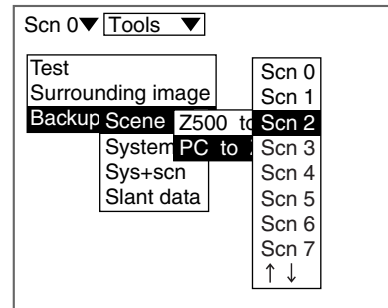 Scn 0▼ Tools ▼
Test
Surrounding image
Backup
Scene
System
Sys+scn
Slant data
Z500 to
PC to
Scn 0
Scn 1
Scn 2
Scn 3
Scn 4
Scn 5
Scn 6
Scn 7
↑ ↓